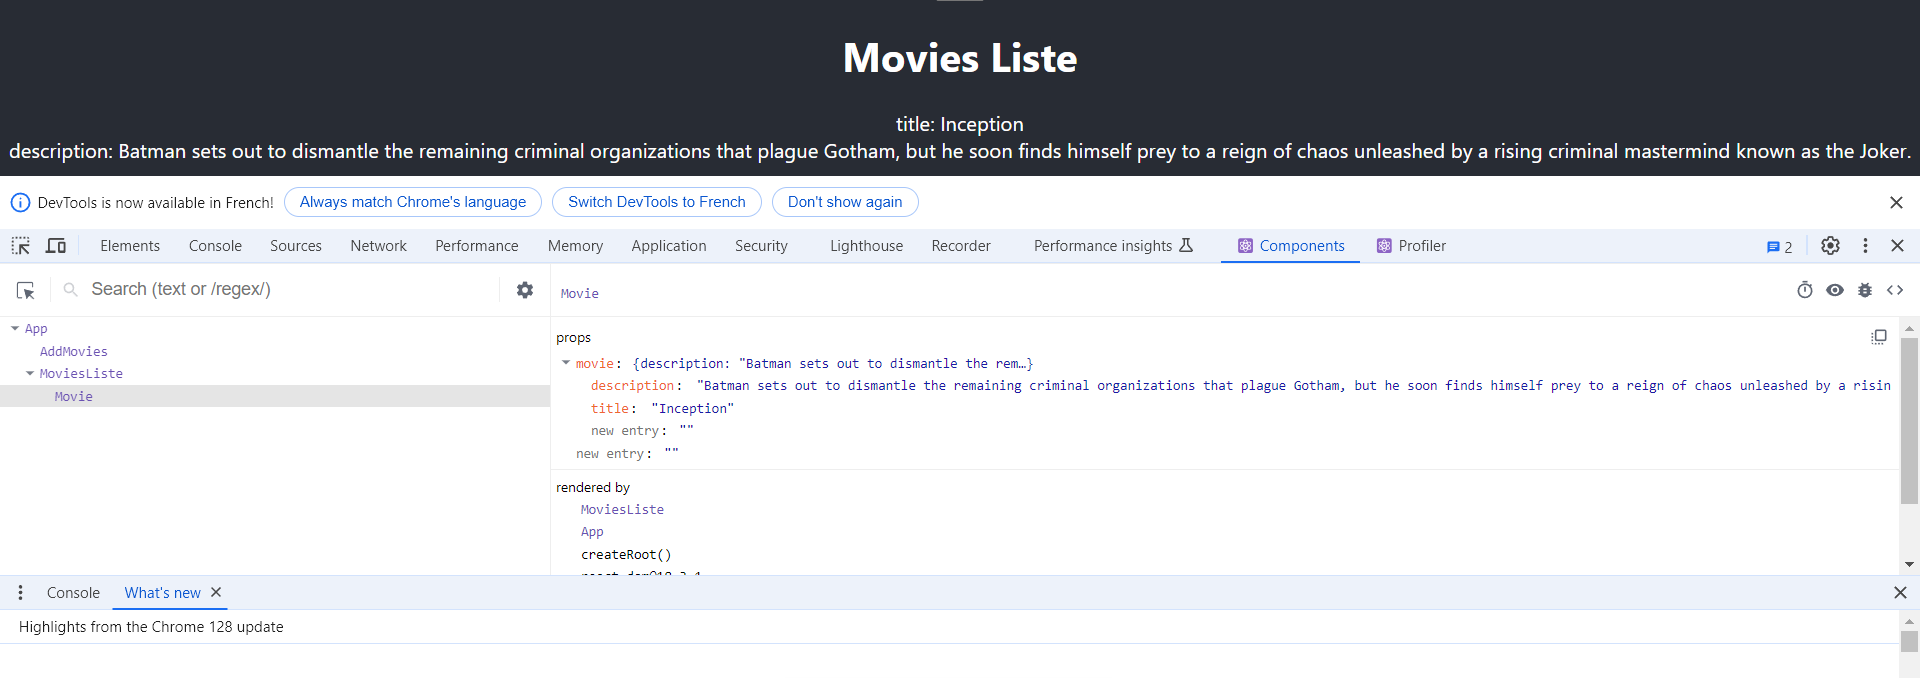 Movies Liste
title: Inception
description: Batman sets out to dismantle the remaining criminal organizations that plague Gotham, but he soon finds himself prey to a reign of chaos unleashed by a rising criminal mastermind known as the Joker.
DevTools is now available in French! Always match Chrome's language Switch DevTools to French Don't show again
Elements Console Sources Network Performance Memory Application Security Lighthouse Recorder Performance insights Components Profiler 2
Search (text or /regex/)
Movie
App
AddMovies
MoviesListe
Movie
props
movie: {description: "Batman sets out to dismantle the rem…}
description: "Batman sets out to dismantle the remaining criminal organizations that plague Gotham, but he soon finds himself prey to a reign of chaos unleashed by a risin
title: "Inception"
new entry: ""
new entry: ""
rendered by
MoviesListe
App
createRoot()
Console What's new
Highlights from the Chrome 128 update